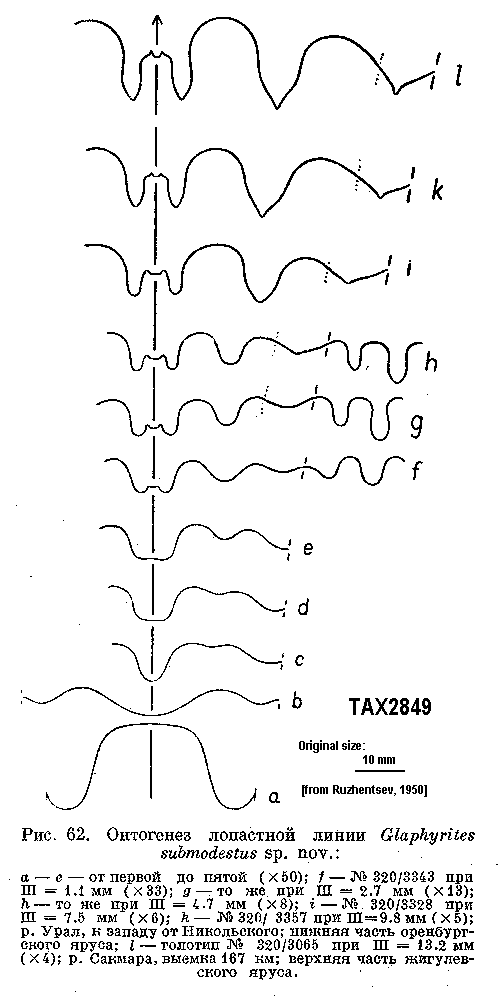 l
k
i
h
g
f
e
d
c
b
TAX2849
Original size:
10 mm
a
[from Ruzhentsev, 1950]
Рис. 62. Онтогенез лопастной линии Glaphyrites
submodestus sp. nov.:
a — e — от первой до пятой (×50); f — № 320/3343 при
Ш = 1.1 мм (×33); g — то же при Ш = 2.7 мм (×13);
h — то же при Ш = 4.7 мм (×8); i — № 320/3328 при
Ш = 7.5 мм (×6); k — № 320/ 3357 при Ш=9.8 мм (×5);
р. Урал, к западу от Никольского; нижняя часть оренбург-
ского яруса; l — голотип № 320/3065 при Ш = 13.2 мм
(×4); р. Сакмара, выемка 167 км; верхняя часть жигулев-
ского яруса.